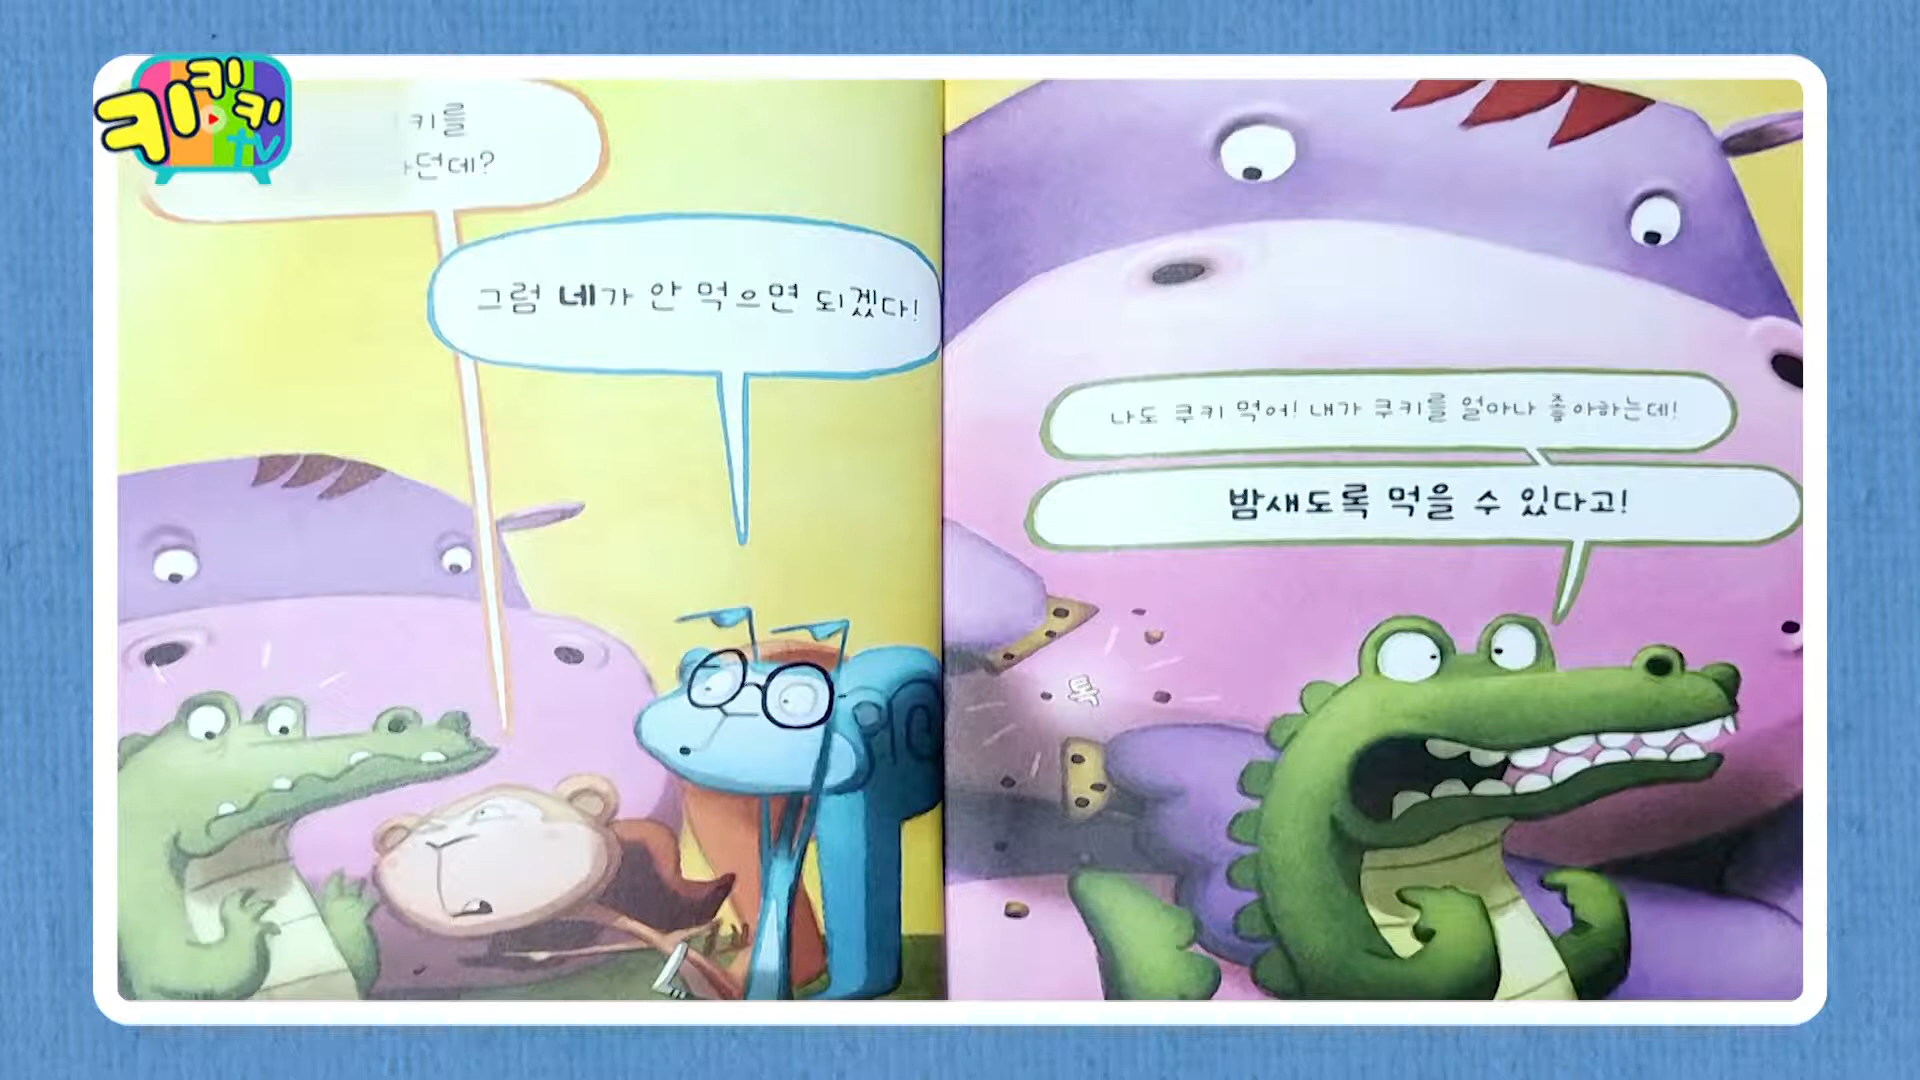 키키키
tv
키를
던데?
그럼 네가 안 먹으면 되겠다!
나도 쿠키 먹어! 내가 쿠키를 얼마나 좋아하는데!
밤새도록 먹을 수 있다고!
톡